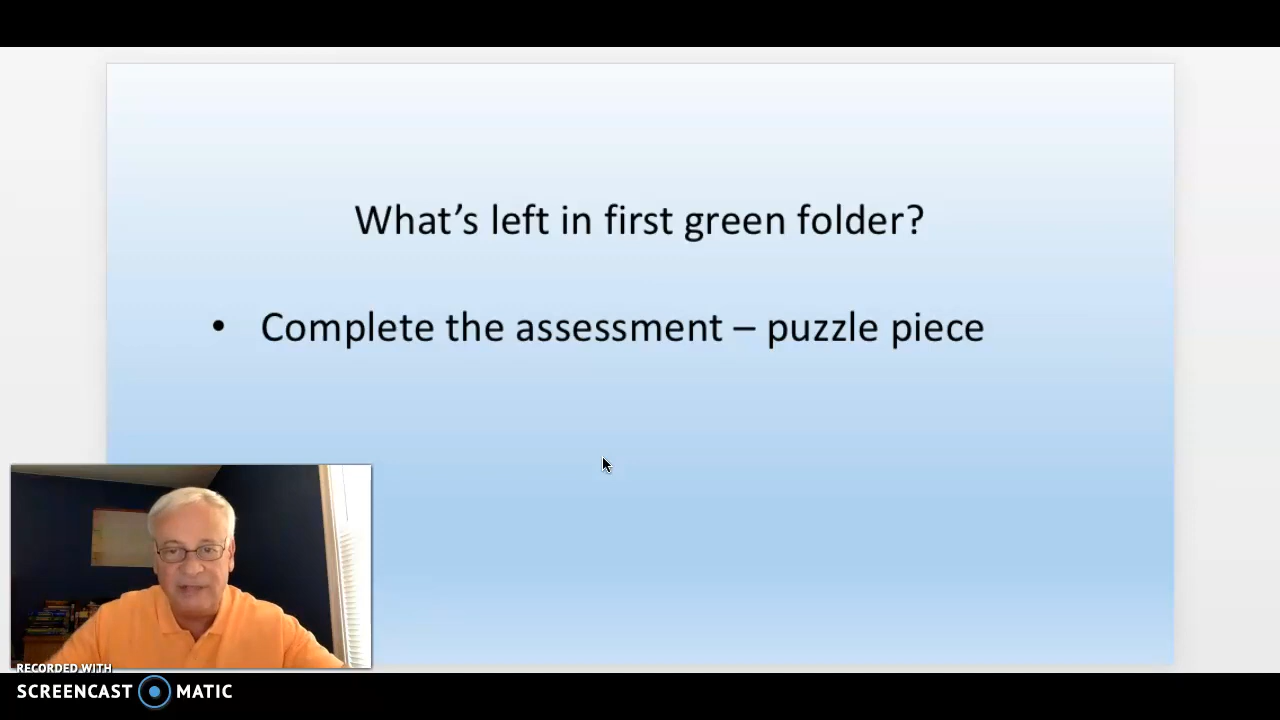 What’s left in first green folder?
• Complete the assessment – puzzle piece
RECORDED WITH
SCREENCAST MATIC